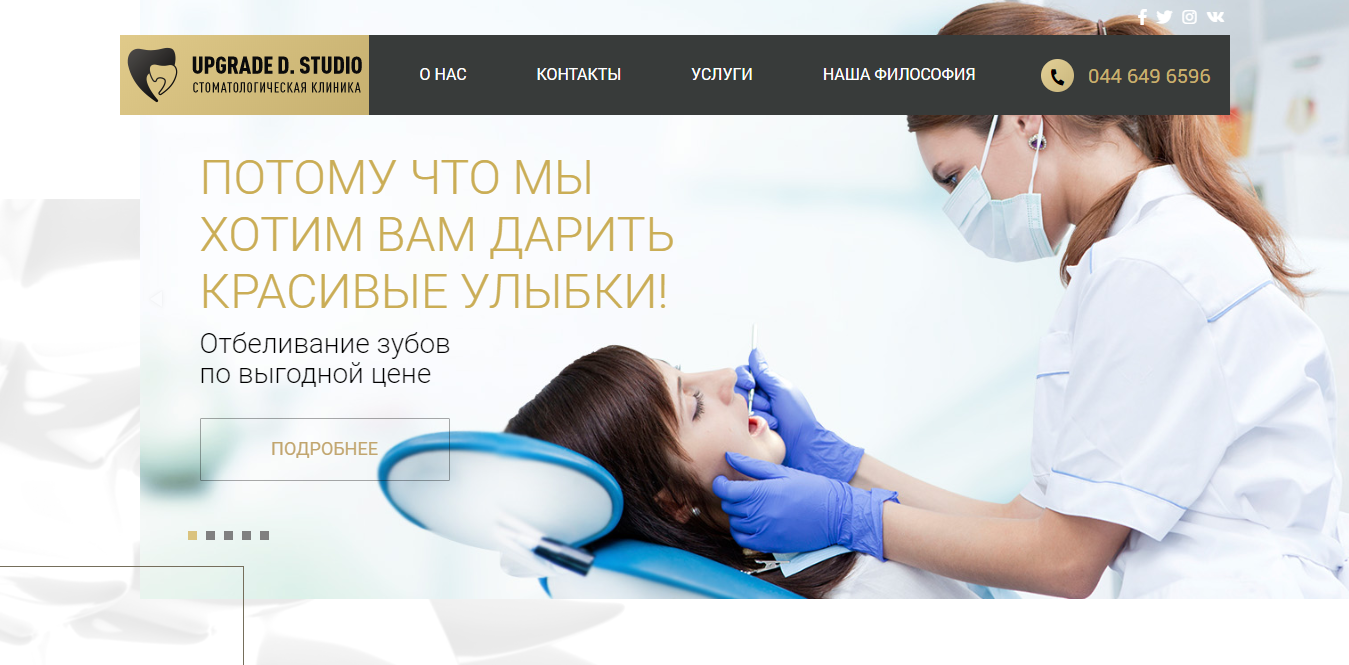 UPGRADE D. STUDIO
СТОМАТОЛОГИЧЕСКАЯ КЛИНИКА
О НАС
КОНТАКТЫ
УСЛУГИ
НАША ФИЛОСОФИЯ
044 649 6596
ПОТОМУ ЧТО МЫ
ХОТИМ ВАМ ДАРИТЬ
КРАСИВЫЕ УЛЫБКИ!
Отбеливание зубов
по выгодной цене
ПОДРОБНЕЕ